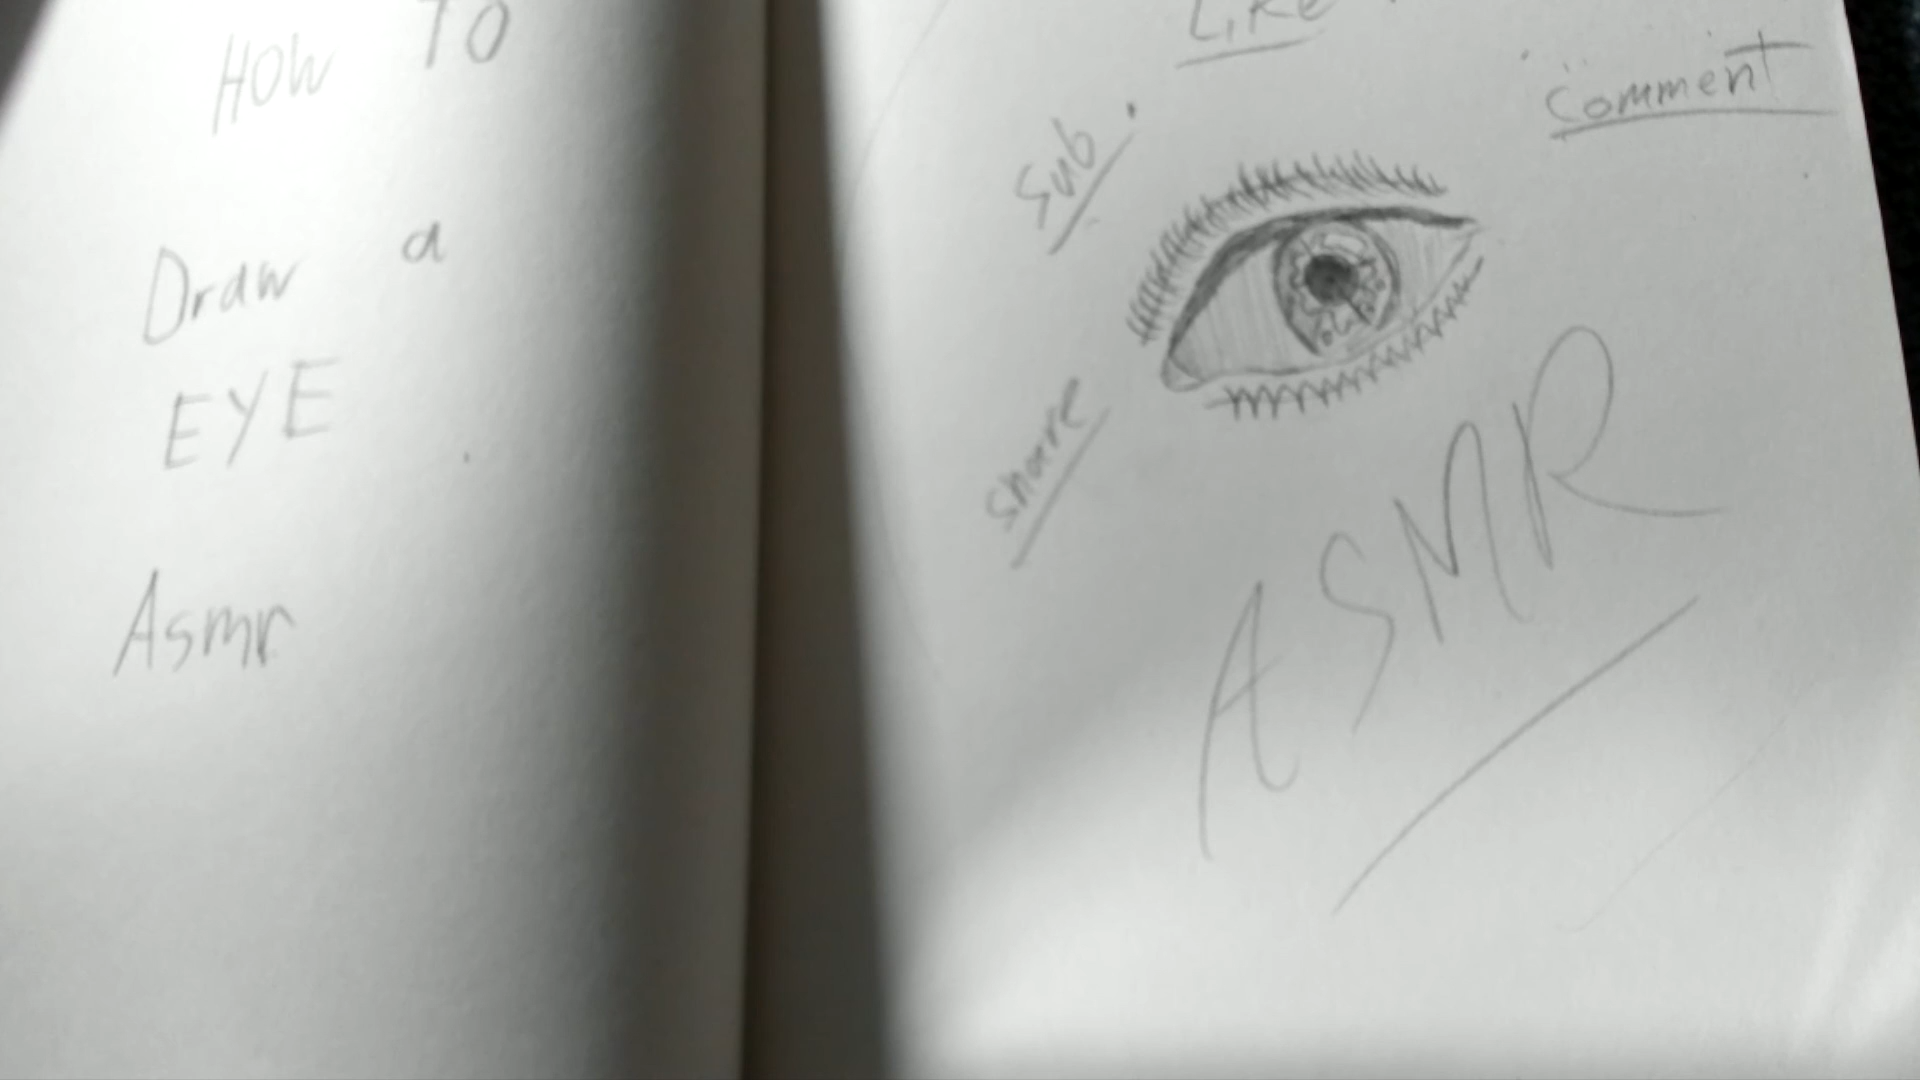 How To
Draw a
EYE
Asmr
Like
Comment
Sub
Share
ASMR